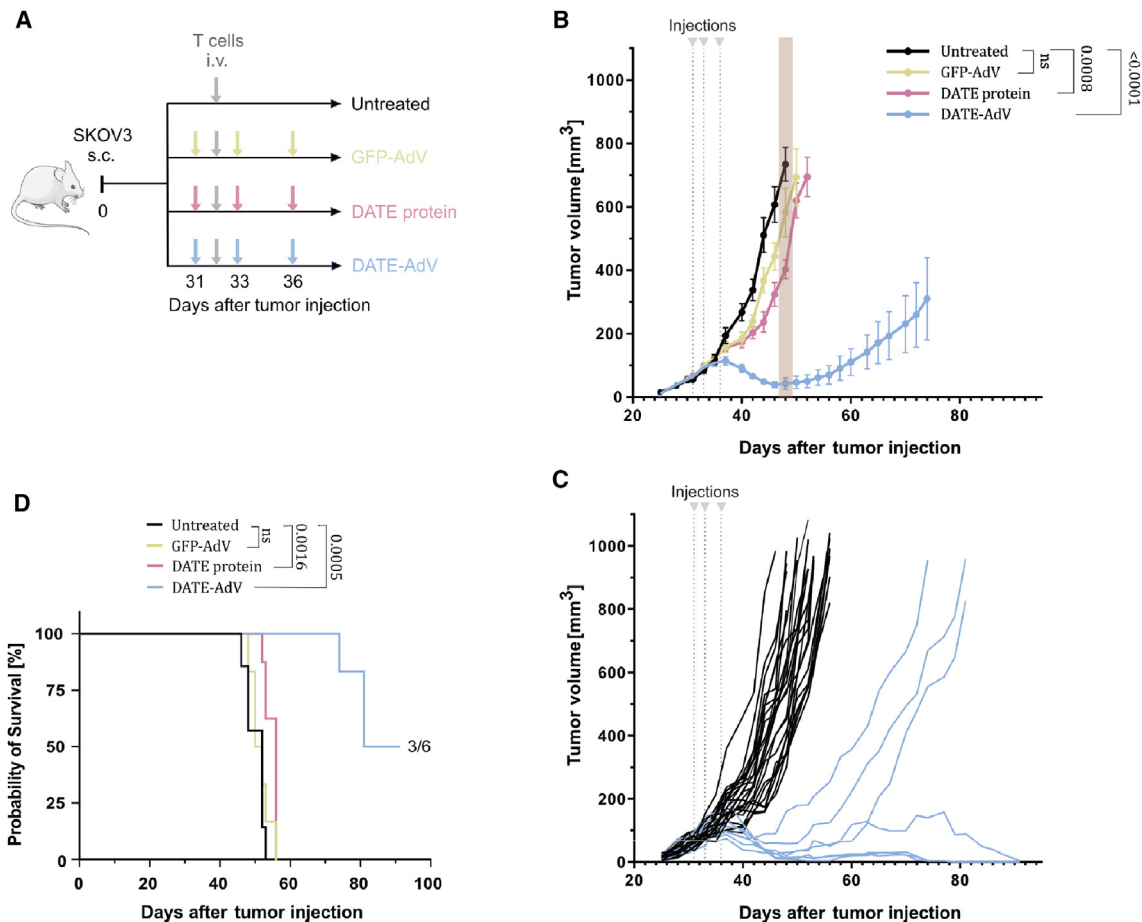 A
T cells
i.v.
SKOV3
s.c.
0
Untreated
GFP-AdV
DATE protein
DATE-AdV
31 33 36
Days after tumor injection
B
Injections
Untreated
GFP-AdV
DATE protein
DATE-AdV
ns
0.0008
<0.0001
Tumor volume [mm³]
1000
800
600
400
200
0
20 40 60 80
Days after tumor injection
D
Untreated
GFP-AdV
DATE protein
DATE-AdV
ns
0.0016
0.0005
Probability of Survival [%]
100
75
50
25
0
3/6
0 20 40 60 80 100
Days after tumor injection
C
Injections
Tumor volume [mm³]
1000
800
600
400
200
0
20 40 60 80
Days after tumor injection